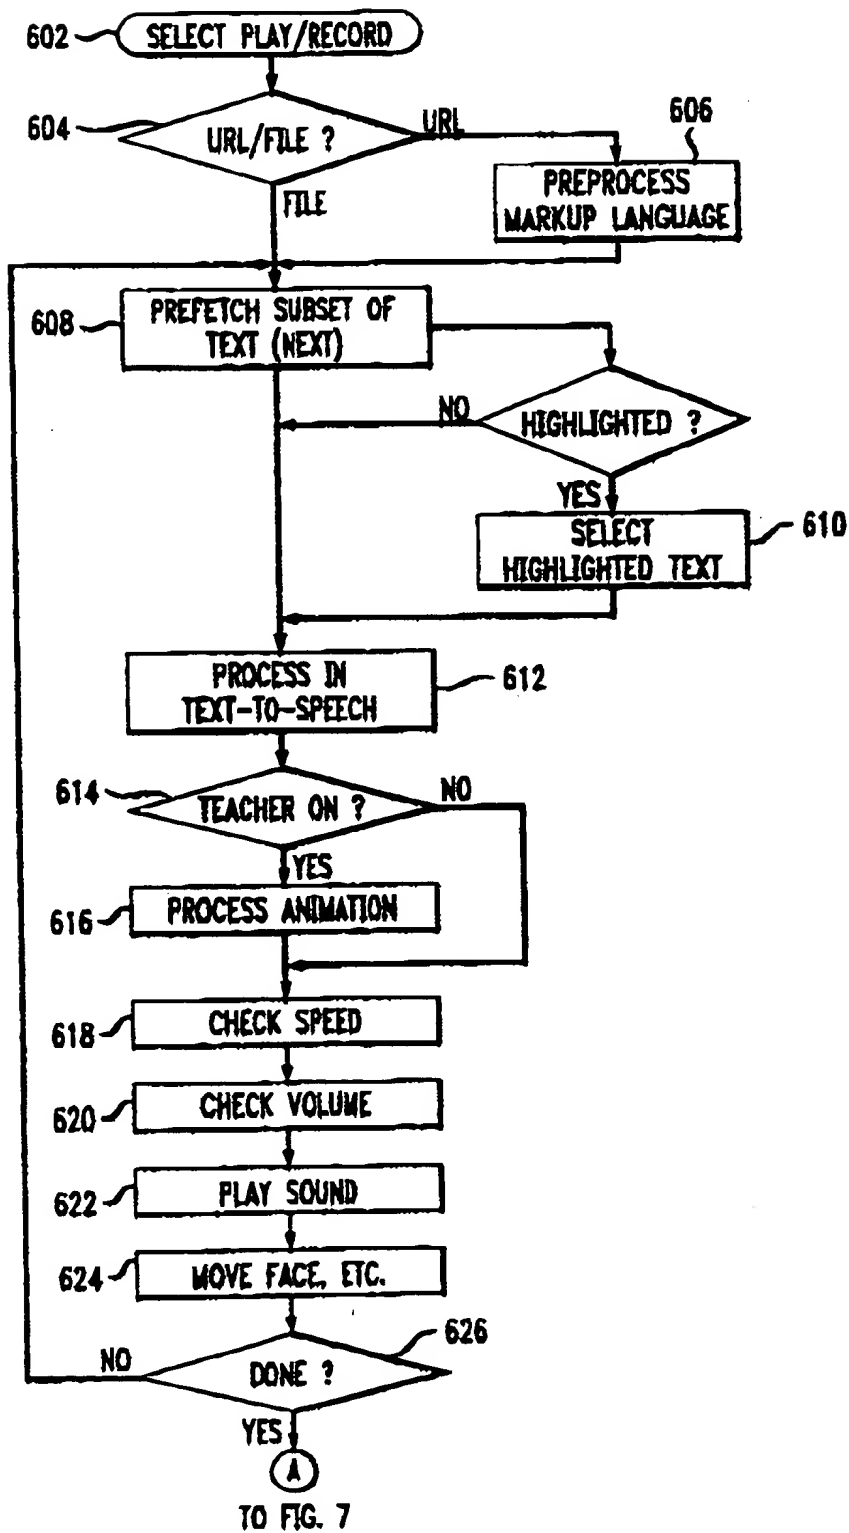 602
SELECT PLAY/RECORD
604
URL/FILE ?
URL
606
PREPROCESS
MARKUP LANGUAGE
FILE
608
PREFETCH SUBSET OF
TEXT (NEXT)
NO
HIGHLIGHTED ?
YES
610
SELECT
HIGHLIGHTED TEXT
PROCESS IN
TEXT-TO-SPEECH
612
614
TEACHER ON ?
NO
YES
616
PROCESS ANIMATION
618
CHECK SPEED
620
CHECK VOLUME
622
PLAY SOUND
624
MOVE FACE, ETC.
626
NO
DONE ?
YES
A
TO FIG. 7